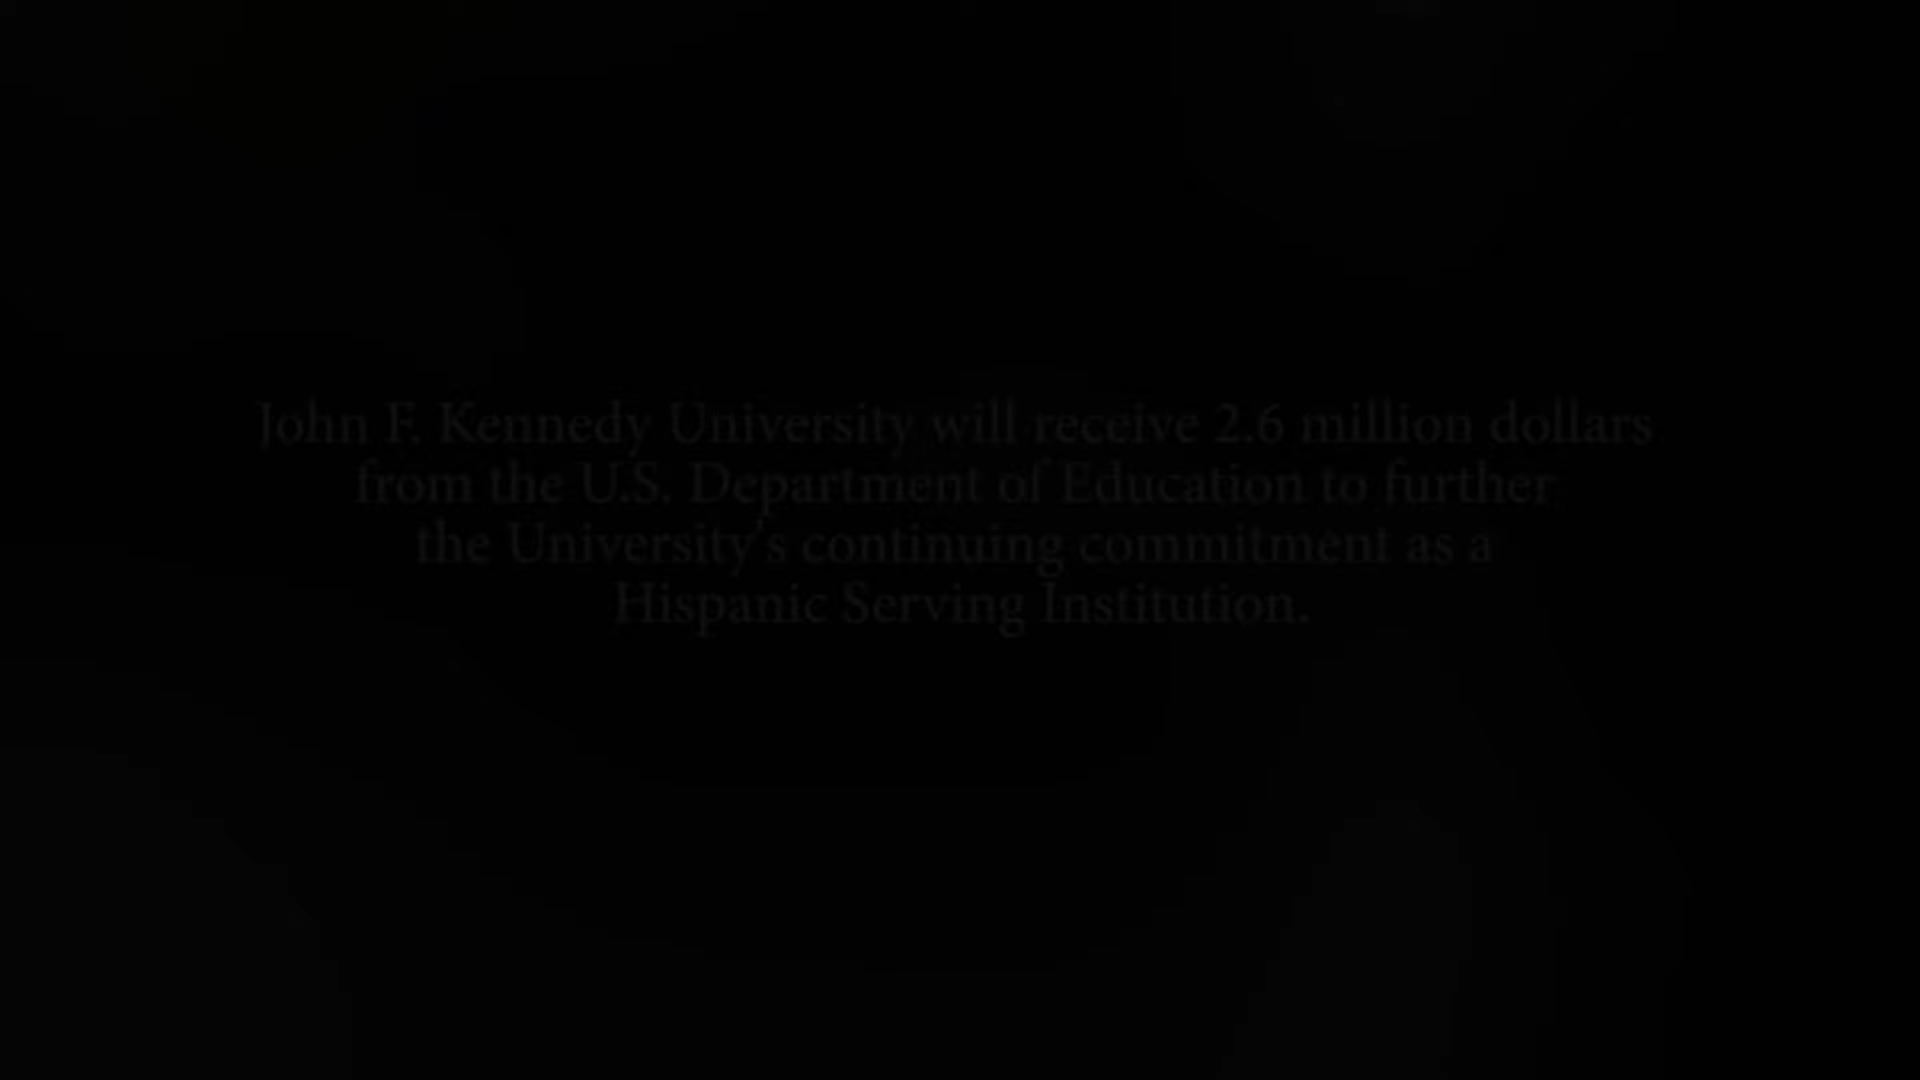 John F. Kennedy University will receive 2.6 million dollars
from the U.S. Department of Education to further
the University's continuing commitment as a
Hispanic Serving Institution.